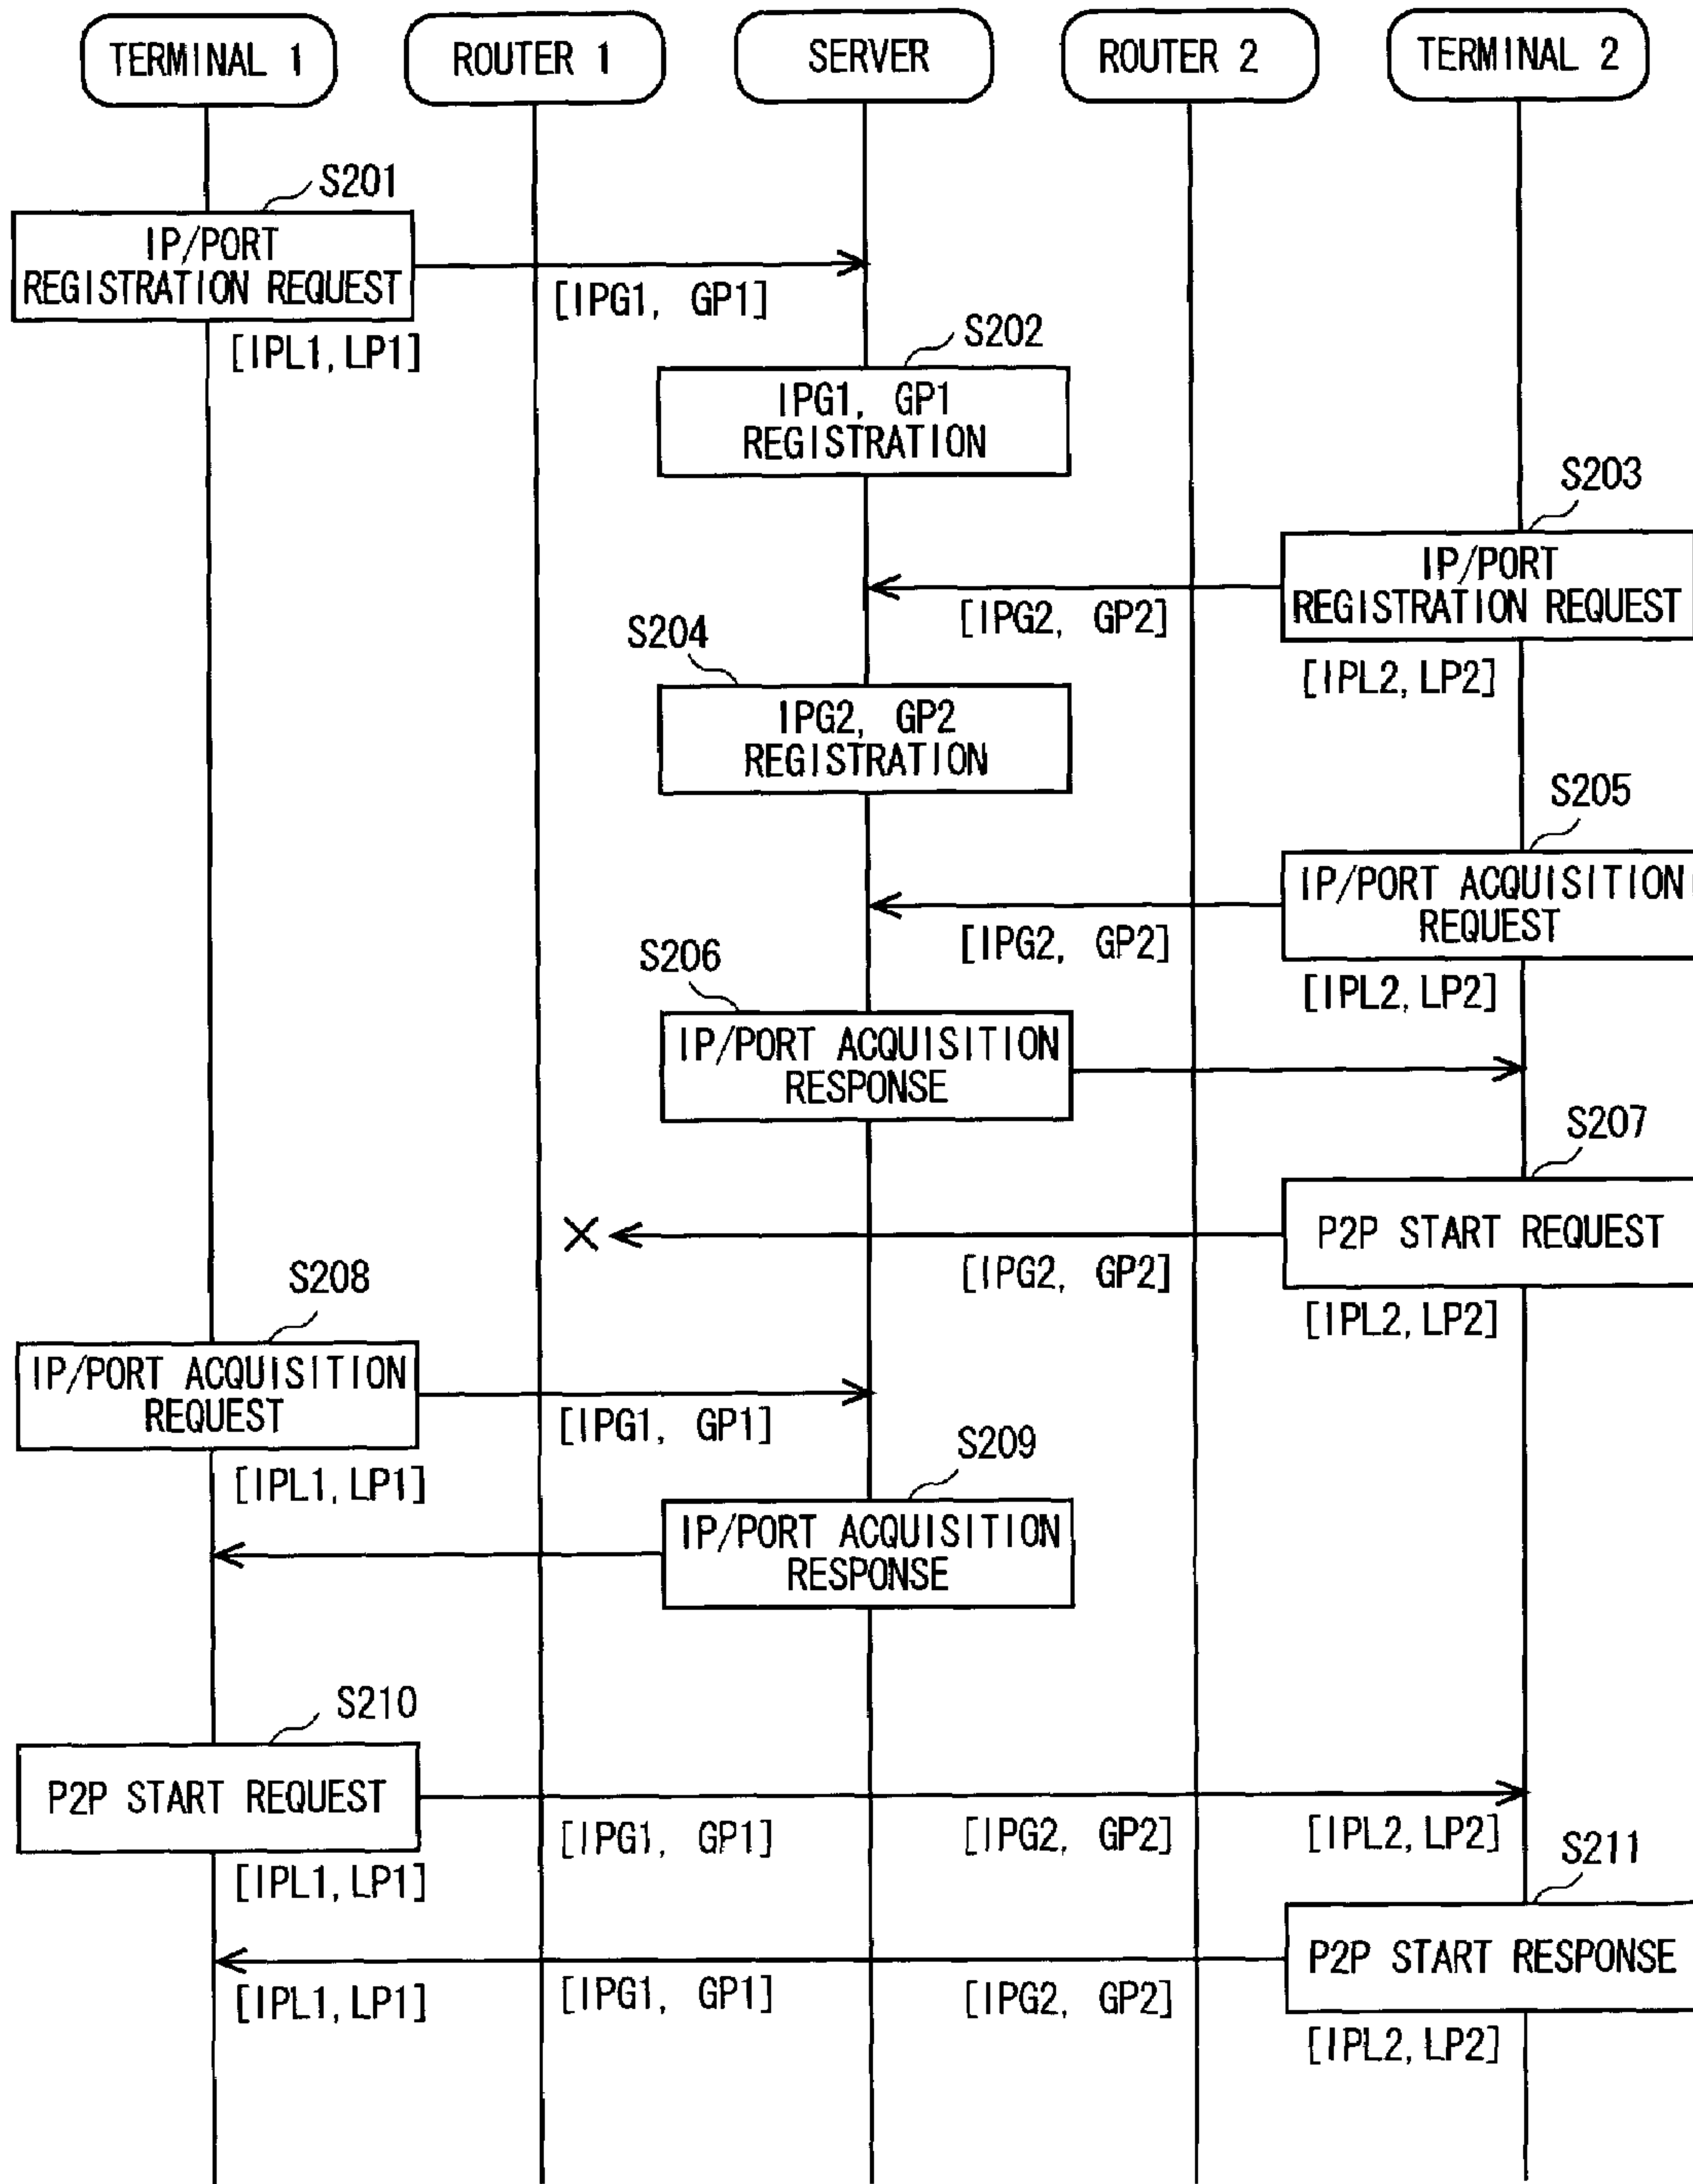 TERMINAL 1
ROUTER 1
SERVER
ROUTER 2
TERMINAL 2
S201
IP/PORT
REGISTRATION REQUEST
[IPG1, GP1]
[IPL1, LP1]
S202
IPG1, GP1
REGISTRATION
S203
IP/PORT
REGISTRATION REQUEST
[IPG2, GP2]
[IPL2, LP2]
S204
IPG2, GP2
REGISTRATION
S205
IP/PORT ACQUISITION
REQUEST
[IPG2, GP2]
[IPL2, LP2]
S206
IP/PORT ACQUISITION
RESPONSE
S207
P2P START REQUEST
[IPG2, GP2]
[IPL2, LP2]
S208
IP/PORT ACQUISITION
REQUEST
[IPG1, GP1]
[IPL1, LP1]
S209
IP/PORT ACQUISITION
RESPONSE
S210
P2P START REQUEST
[IPG1, GP1]
[IPG2, GP2]
[IPL2, LP2]
[IPL1, LP1]
S211
P2P START RESPONSE
[IPL1, LP1]
[IPG1, GP1]
[IPG2, GP2]
[IPL2, LP2]